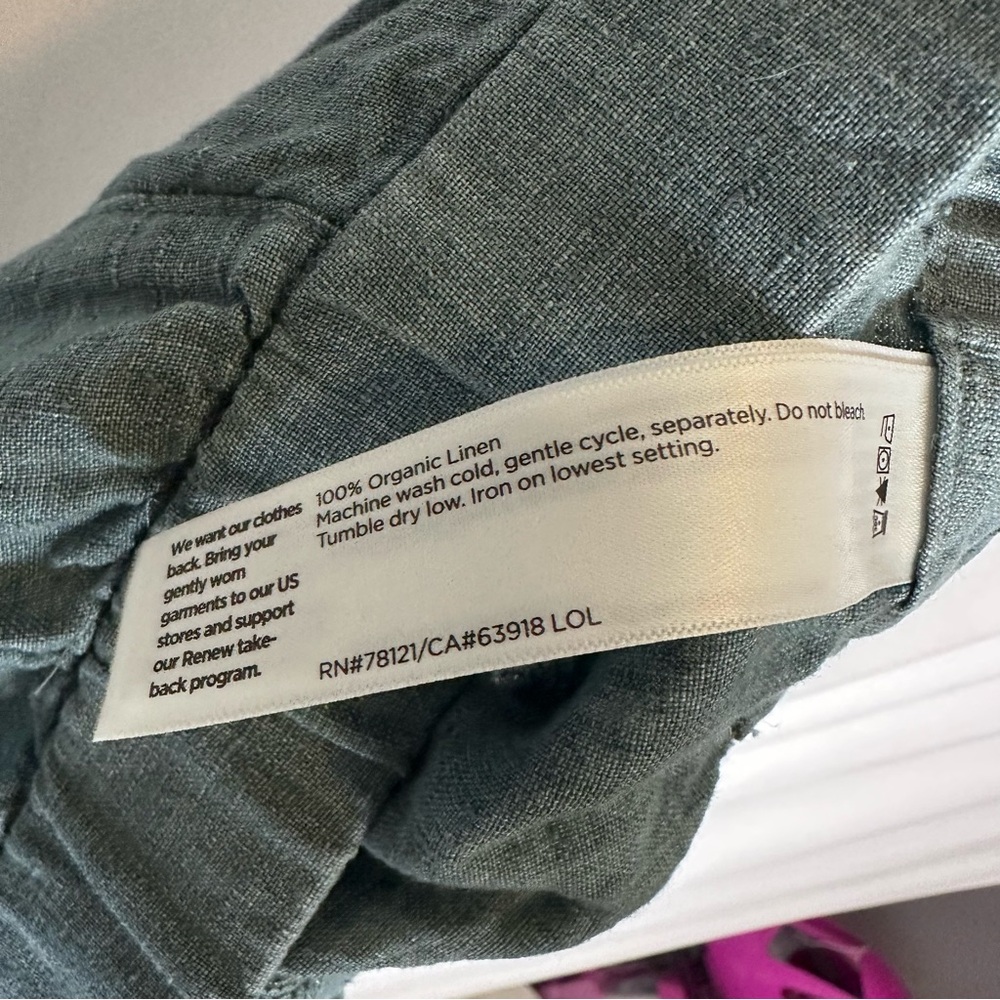 We want our clothes
back. Bring your
gently worn
garments to our US
stores and support
our Renew take-
back program.
100% Organic Linen
Machine wash cold, gentle cycle, separately. Do not bleach.
Tumble dry low. Iron on lowest setting.
RN#78121/CA#63918 LOL